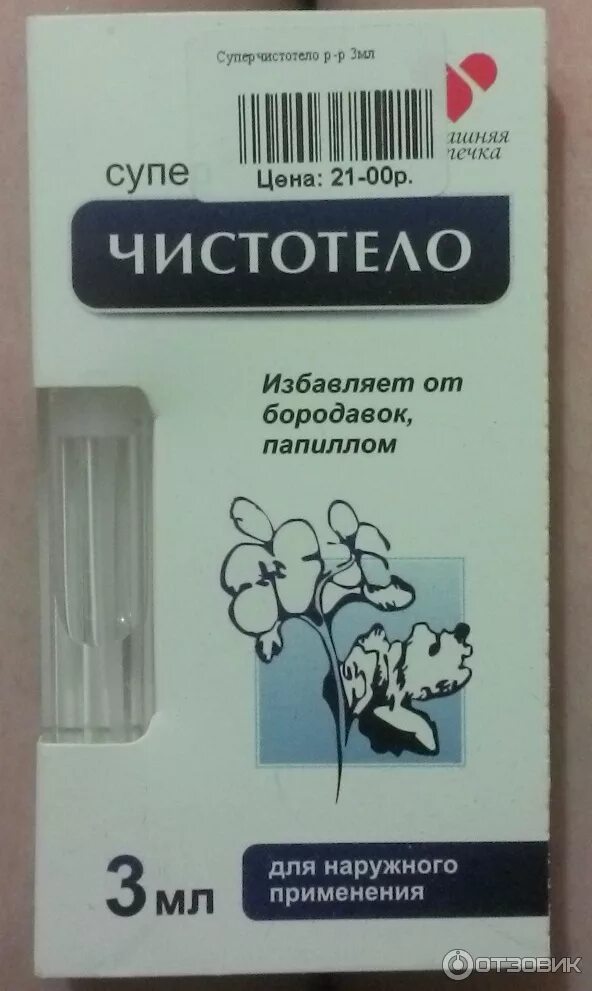 Суперчистотело р-р 3мл
Цена: 21-00р.
супе
ЧИСТОТЕЛО
Избавляет от
бородавок,
папиллом
3 мл
для наружного
применения
ОТЗОВИК